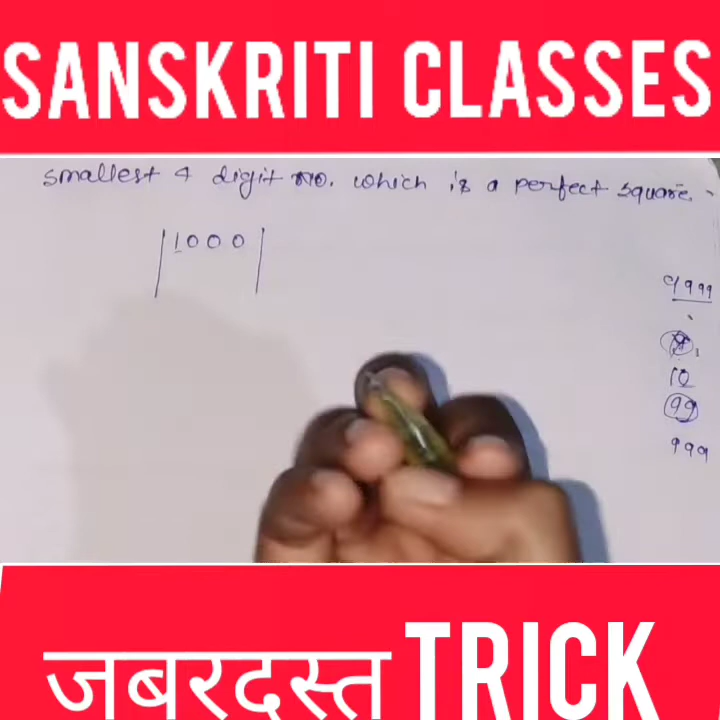 SANSKRITI CLASSES
smallest 4 digit no. which is a perfect square.
1000
9999
10
99
999
जबरदस्त TRICK